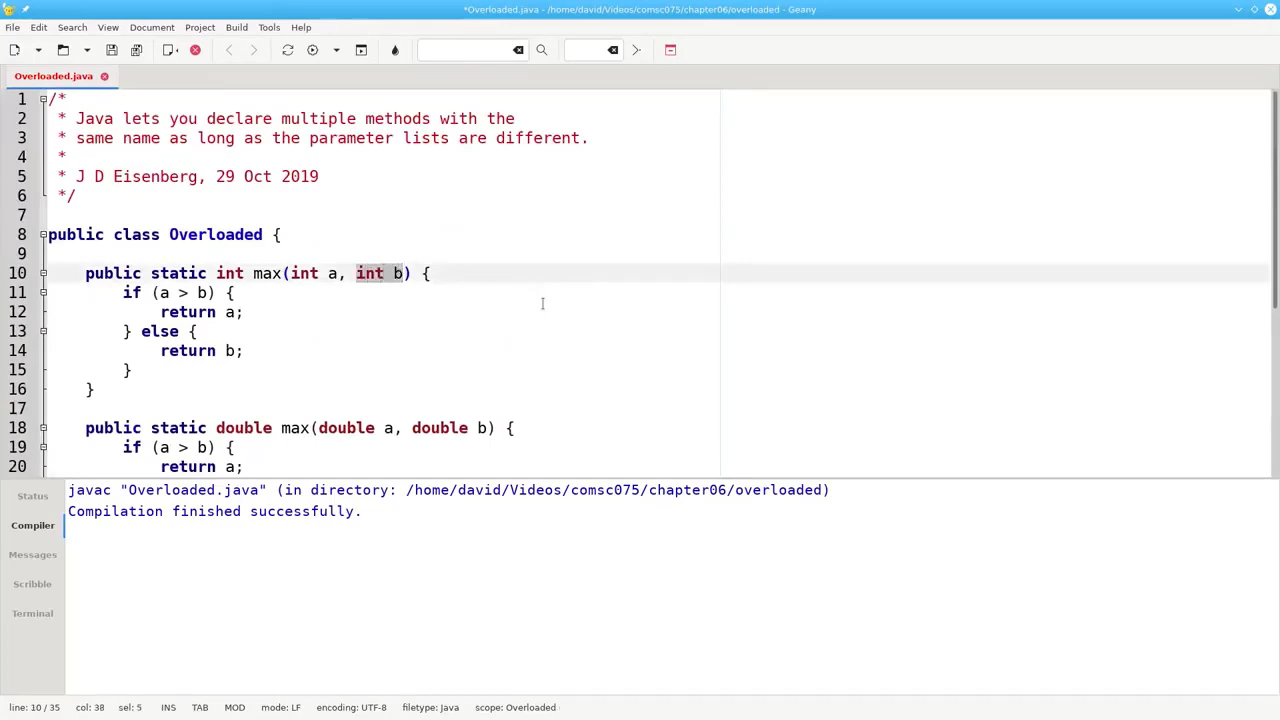 *Overloaded.java - /home/david/Videos/comsc075/chapter06/overloaded - Geany
File Edit Search View Document Project Build Tools Help
Overloaded.java
1 /*
2 * Java lets you declare multiple methods with the
3 * same name as long as the parameter lists are different.
4 *
5 * J D Eisenberg, 29 Oct 2019
6 */
7
8 public class Overloaded {
9
10 public static int max(int a, int b) {
11 if (a > b) {
12 return a;
13 } else {
14 return b;
15 }
16 }
17
18 public static double max(double a, double b) {
19 if (a > b) {
20 return a;
Status
Compiler
Messages
Scribble
Terminal
javac "Overloaded.java" (in directory: /home/david/Videos/comsc075/chapter06/overloaded)
Compilation finished successfully.
line: 10 / 35 col: 38 sel: 5 INS TAB MOD mode: LF encoding: UTF-8 filetype: Java scope: Overloaded